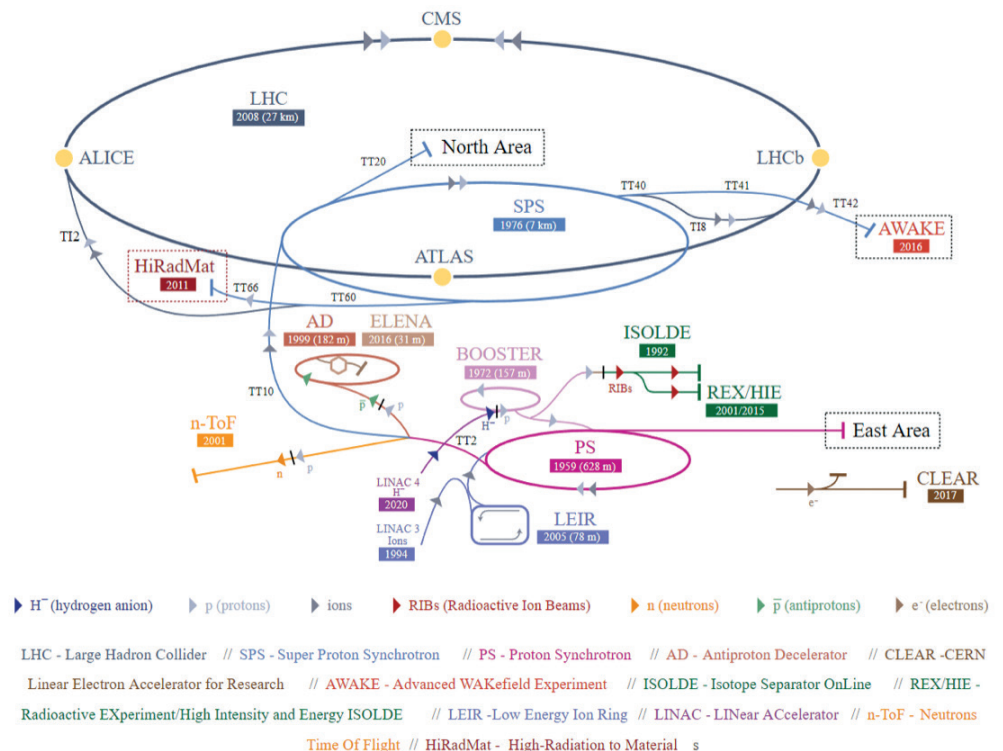 CMS
LHC
2008 (27 km)
ALICE
LHCb
TT20
North Area
TT40
TT41
TT42
SPS
1976 (7 km)
TI8
AWAKE
2016
TI2
ATLAS
HiRadMat
2011
TT66
TT60
AD
1999 (182 m)
ELENA
2016 (31 m)
ISOLDE
1992
BOOSTER
1972 (157 m)
RIBs
REX/HIE
2001/2015
TT10
p̅
p
H⁻
p
n-ToF
2001
East Area
TT2
PS
1959 (628 m)
n
p
LINAC 4
H⁻
2020
CLEAR
2017
e⁻
LINAC 3
Ions
1994
LEIR
2005 (78 m)
H⁻ (hydrogen anion)
p (protons)
ions
RIBs (Radioactive Ion Beams)
n (neutrons)
p̅ (antiprotons)
e⁻(electrons)
LHC - Large Hadron Collider // SPS - Super Proton Synchrotron // PS - Proton Synchrotron // AD - Antiproton Decelerator // CLEAR -CERN
Linear Electron Accelerator for Research // AWAKE - Advanced WAKefield Experiment // ISOLDE - Isotope Separator OnLine // REX/HIE -
Radioactive EXperiment/High Intensity and Energy ISOLDE // LEIR -Low Energy Ion Ring // LINAC - LINear ACcelerator // n-ToF - Neutrons
Time Of Flight // HiRadMat - High-Radiation to Material s